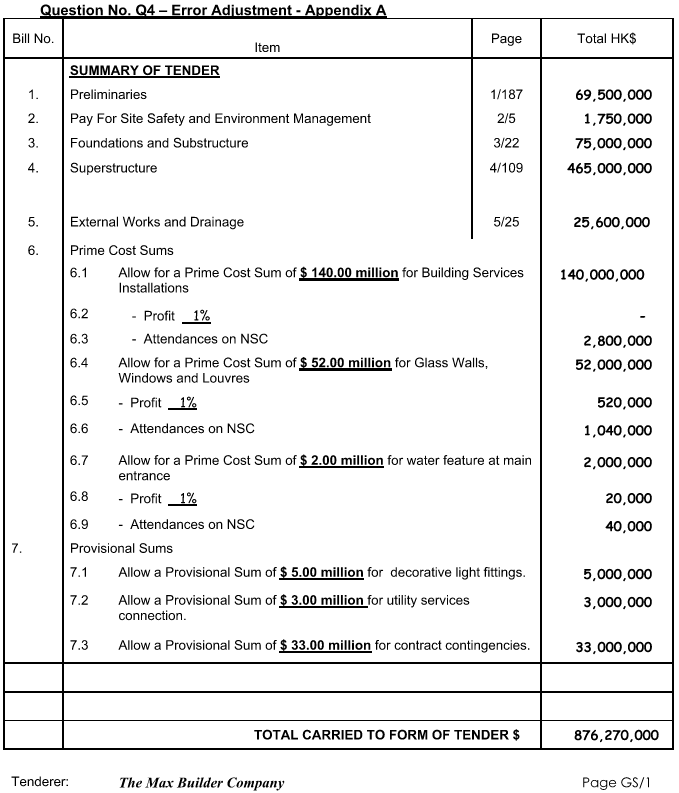 Question No. Q4 – Error Adjustment - Appendix A
Bill No. Item Page Total HK$
SUMMARY OF TENDER
1. Preliminaries 1/187 69,500,000
2. Pay For Site Safety and Environment Management 2/5 1,750,000
3. Foundations and Substructure 3/22 75,000,000
4. Superstructure 4/109 465,000,000
5. External Works and Drainage 5/25 25,600,000
6. Prime Cost Sums
6.1 Allow for a Prime Cost Sum of $ 140.00 million for Building Services 140,000,000
Installations
6.2 - Profit 1% -
6.3 - Attendances on NSC 2,800,000
6.4 Allow for a Prime Cost Sum of $ 52.00 million for Glass Walls, 52,000,000
Windows and Louvres
6.5 - Profit 1% 520,000
6.6 - Attendances on NSC 1,040,000
6.7 Allow for a Prime Cost Sum of $ 2.00 million for water feature at main 2,000,000
entrance
6.8 - Profit 1% 20,000
6.9 - Attendances on NSC 40,000
7. Provisional Sums
7.1 Allow a Provisional Sum of $ 5.00 million for decorative light fittings. 5,000,000
7.2 Allow a Provisional Sum of $ 3.00 million for utility services 3,000,000
connection.
7.3 Allow a Provisional Sum of $ 33.00 million for contract contingencies. 33,000,000
TOTAL CARRIED TO FORM OF TENDER $ 876,270,000
Tenderer: The Max Builder Company Page GS/1